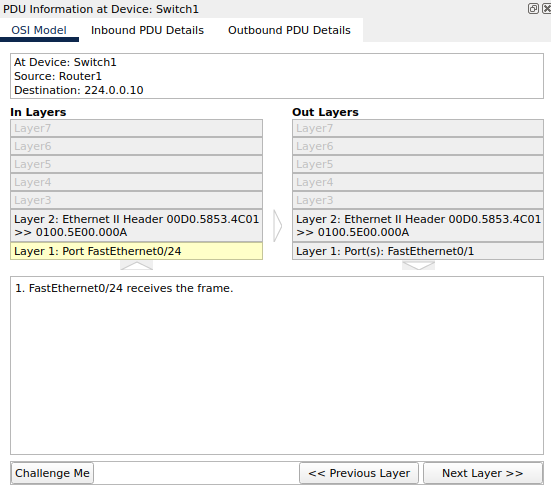 PDU Information at Device: Switch1
OSI Model Inbound PDU Details Outbound PDU Details
At Device: Switch1
Source: Router1
Destination: 224.0.0.10
In Layers
Layer7
Layer6
Layer5
Layer4
Layer3
Layer 2: Ethernet II Header 00D0.5853.4C01
>> 0100.5E00.000A
Layer 1: Port FastEthernet0/24
Out Layers
Layer7
Layer6
Layer5
Layer4
Layer3
Layer 2: Ethernet II Header 00D0.5853.4C01
>> 0100.5E00.000A
Layer 1: Port(s): FastEthernet0/1
1. FastEthernet0/24 receives the frame.
Challenge Me << Previous Layer Next Layer >>